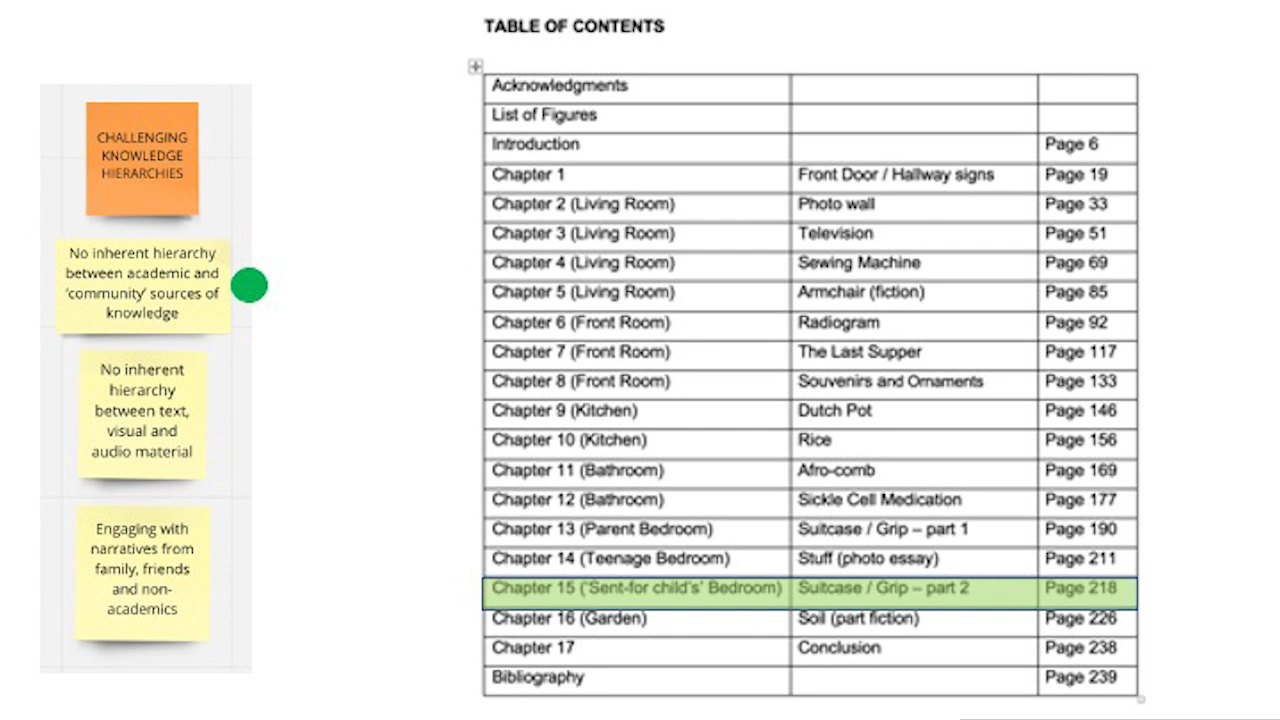 CHALLENGING
KNOWLEDGE
HIERARCHIES
No inherent hierarchy
between academic and
'community' sources of
knowledge
No inherent
hierarchy
between text,
visual and
audio material
Engaging with
narratives from
family, friends
and non-
academics
TABLE OF CONTENTS
Acknowledgments
List of Figures
Introduction Page 6
Chapter 1 Front Door / Hallway signs Page 19
Chapter 2 (Living Room) Photo wall Page 33
Chapter 3 (Living Room) Television Page 51
Chapter 4 (Living Room) Sewing Machine Page 69
Chapter 5 (Living Room) Armchair (fiction) Page 85
Chapter 6 (Front Room) Radiogram Page 92
Chapter 7 (Front Room) The Last Supper Page 117
Chapter 8 (Front Room) Souvenirs and Ornaments Page 133
Chapter 9 (Kitchen) Dutch Pot Page 146
Chapter 10 (Kitchen) Rice Page 156
Chapter 11 (Bathroom) Afro-comb Page 169
Chapter 12 (Bathroom) Sickle Cell Medication Page 177
Chapter 13 (Parent Bedroom) Suitcase / Grip – part 1 Page 190
Chapter 14 (Teenage Bedroom) Stuff (photo essay) Page 211
Chapter 15 ('Sent-for child's' Bedroom) Suitcase / Grip – part 2 Page 218
Chapter 16 (Garden) Soil (part fiction) Page 226
Chapter 17 Conclusion Page 238
Bibliography Page 239